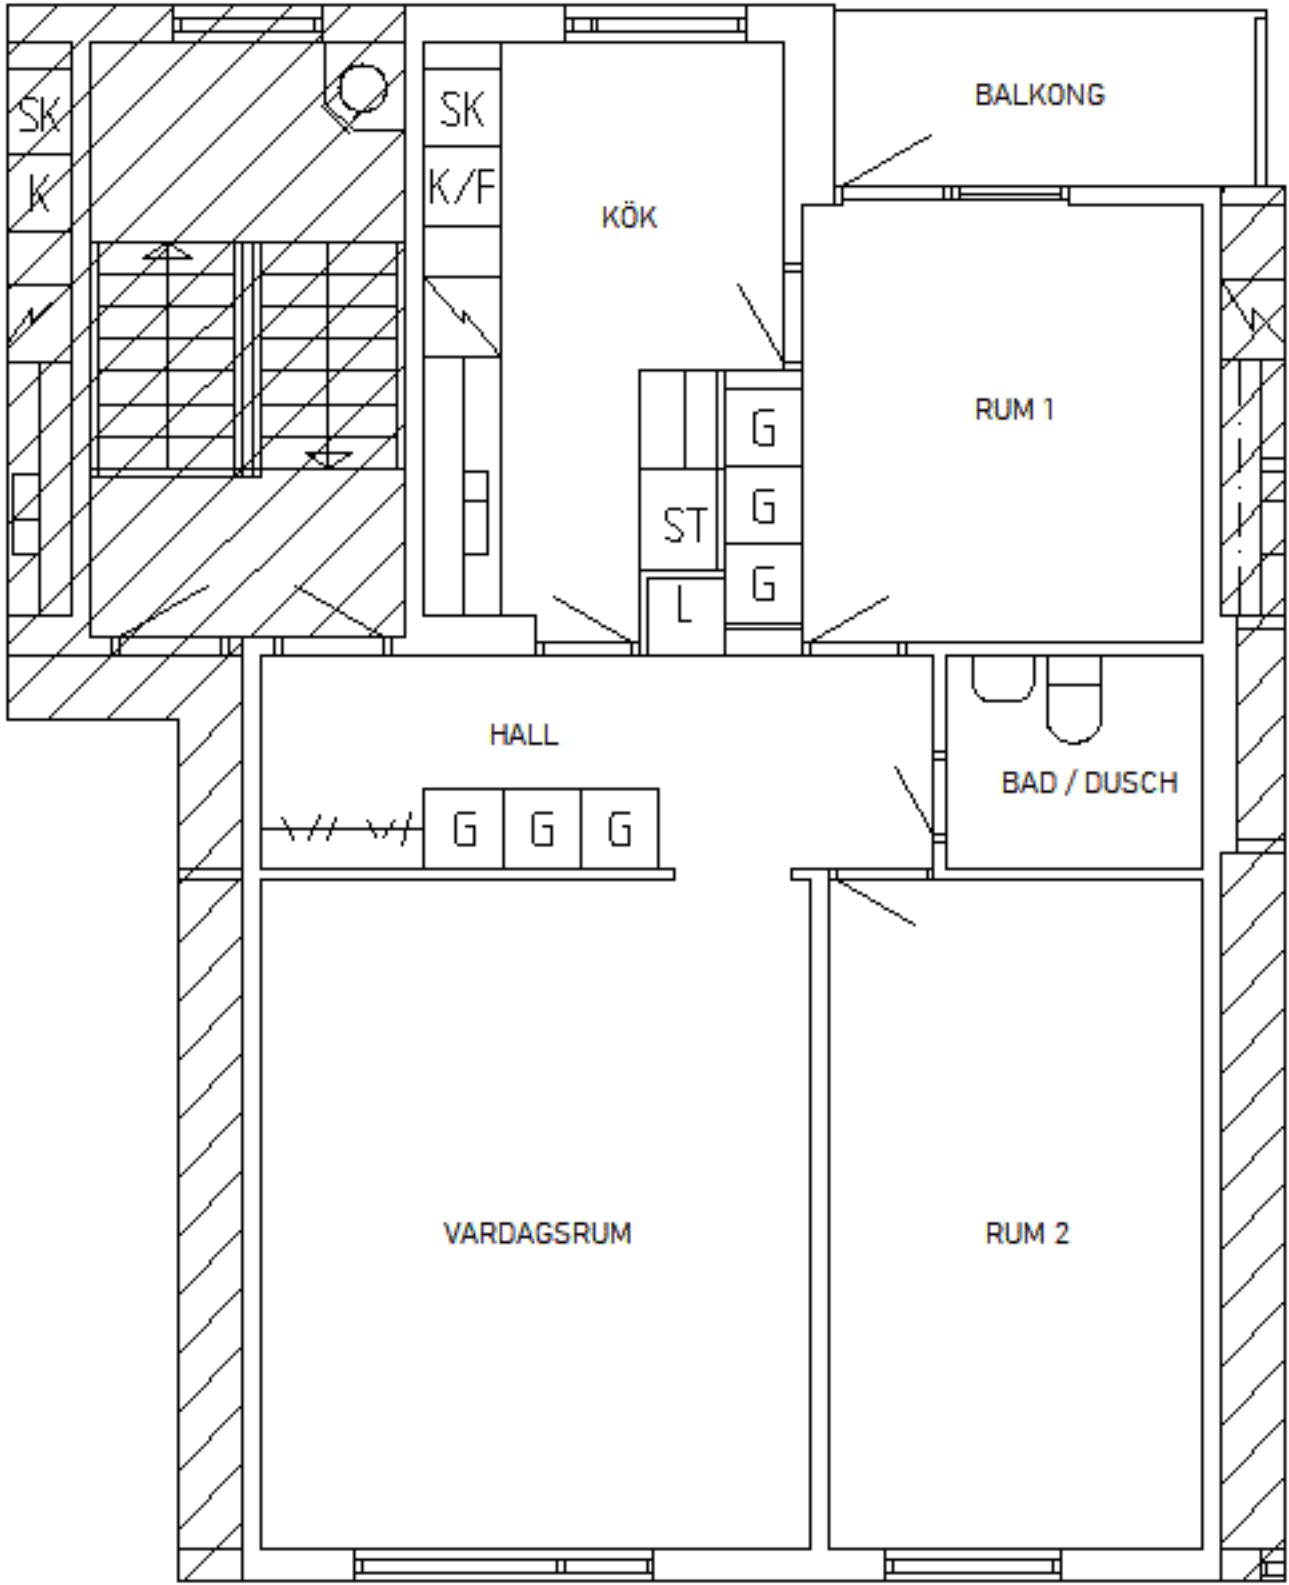 BALKONG
SK
SK
K/F
K
KÖK
RUM 1
G
G
ST
G
L
HALL
BAD / DUSCH
G
G
G
VARDAGSRUM
RUM 2